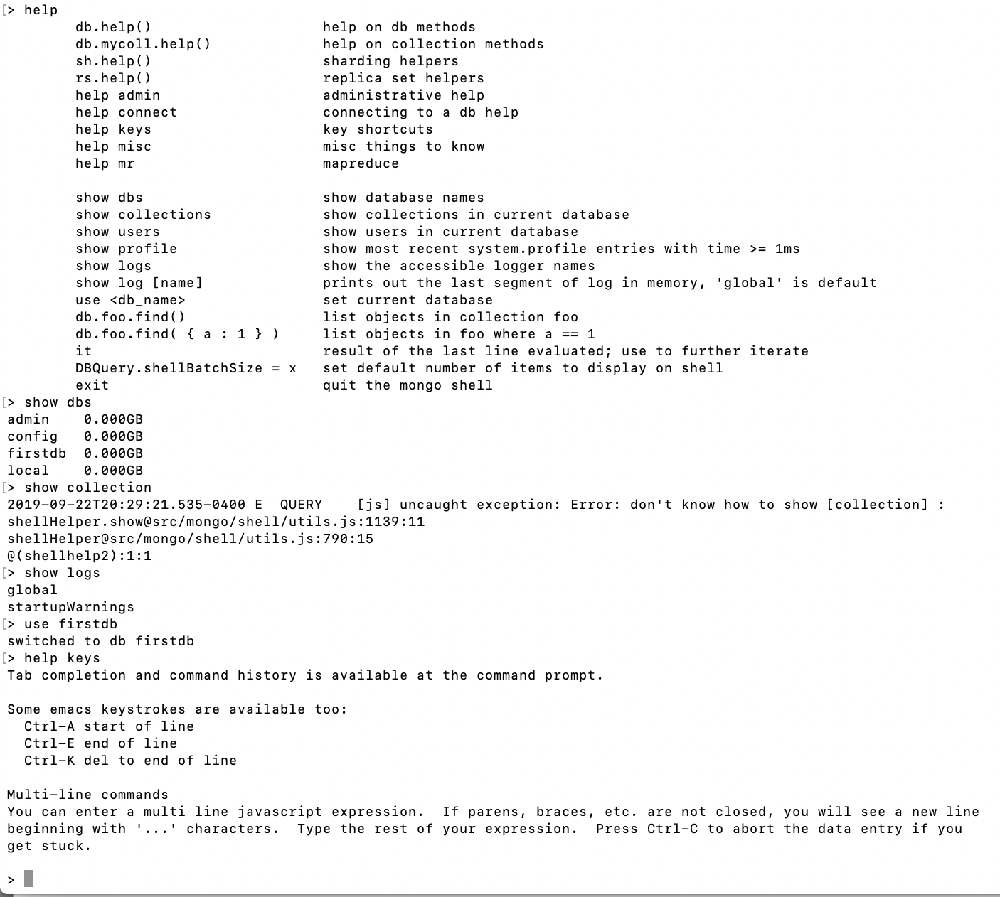 [> help
        db.help()                    help on db methods
        db.mycoll.help()             help on collection methods
        sh.help()                    sharding helpers
        rs.help()                    replica set helpers
        help admin                   administrative help
        help connect                 connecting to a db help
        help keys                    key shortcuts
        help misc                    misc things to know
        help mr                      mapreduce

        show dbs                     show database names
        show collections             show collections in current database
        show users                   show users in current database
        show profile                 show most recent system.profile entries with time >= 1ms
        show logs                    show the accessible logger names
        show log [name]              prints out the last segment of log in memory, 'global' is default
        use <db_name>                set current database
        db.foo.find()                list objects in collection foo
        db.foo.find( { a : 1 } )     list objects in foo where a == 1
        it                           result of the last line evaluated; use to further iterate
        DBQuery.shellBatchSize = x   set default number of items to display on shell
        exit                         quit the mongo shell
[> show dbs
admin    0.000GB
config   0.000GB
firstdb  0.000GB
local    0.000GB
[> show collection
2019-09-22T20:29:21.535-0400 E  QUERY    [js] uncaught exception: Error: don't know how to show [collection] :
shellHelper.show@src/mongo/shell/utils.js:1139:11
shellHelper@src/mongo/shell/utils.js:790:15
@(shellhelp2):1:1
[> show logs
global
startupWarnings
[> use firstdb
switched to db firstdb
[> help keys
Tab completion and command history is available at the command prompt.

Some emacs keystrokes are available too:
  Ctrl-A start of line
  Ctrl-E end of line
  Ctrl-K del to end of line

Multi-line commands
You can enter a multi line javascript expression.  If parens, braces, etc. are not closed, you will see a new line
beginning with '...' characters.  Type the rest of your expression.  Press Ctrl-C to abort the data entry if you
get stuck.

>